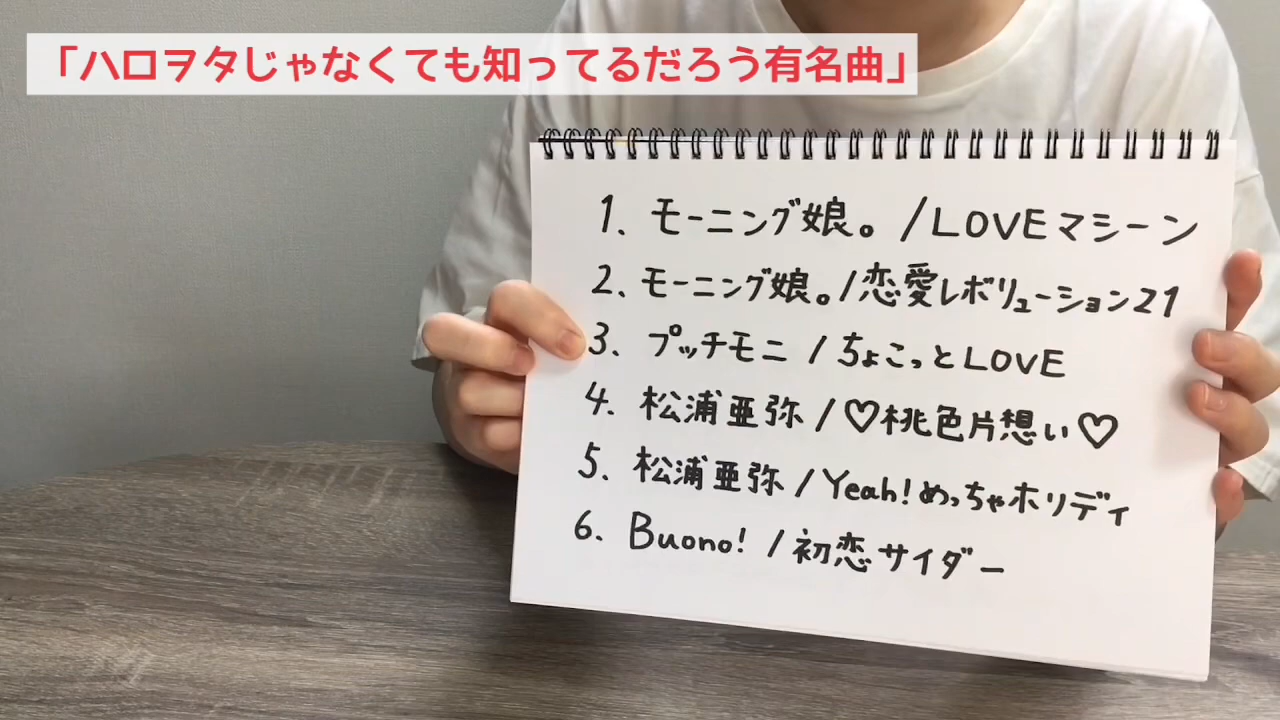 「ハロヲタじゃなくても知ってるだろう有名曲」
1、モーニング娘。/LOVEマシーン
2、モーニング娘。/恋愛レボリューション21
3、プッチモニ/ちょこっとLOVE
4、松浦亜弥/♡桃色片想い♡
5、松浦亜弥/Yeah!めっちゃホリディ
6、Buono!/初恋サイダー